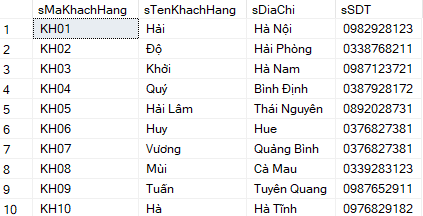 sMaKhachHang sTenKhachHang sDiaChi sSDT
1 KH01 Hải Hà Nội 0982928123
2 KH02 Độ Hải Phòng 0338768211
3 KH03 Khởi Hà Nam 0987123721
4 KH04 Quý Bình Định 0387928172
5 KH05 Hải Lâm Thái Nguyên 0892028731
6 KH06 Huy Hue 0376827381
7 KH07 Vương Quảng Bình 0376827381
8 KH08 Mùi Cả Mau 0339283123
9 KH09 Tuấn Tuyên Quang 0987652911
10 KH10 Hà Hà Tĩnh 0976829182